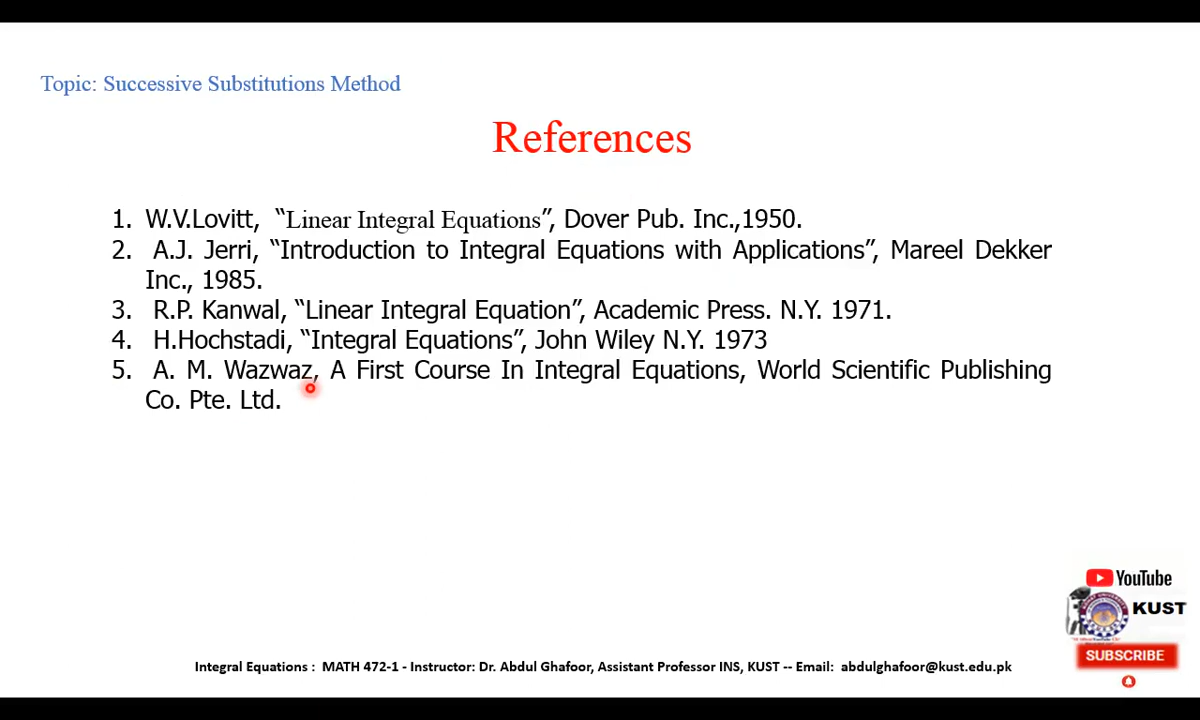 Topic: Successive Substitutions Method
References
1. W.V.Lovitt, “Linear Integral Equations”, Dover Pub. Inc.,1950.
2. A.J. Jerri, “Introduction to Integral Equations with Applications”, Mareel Dekker
Inc., 1985.
3. R.P. Kanwal, “Linear Integral Equation”, Academic Press. N.Y. 1971.
4. H.Hochstadi, “Integral Equations”, John Wiley N.Y. 1973
5. A. M. Wazwaz, A First Course In Integral Equations, World Scientific Publishing
Co. Pte. Ltd.
YouTube
KUST
SUBSCRIBE
Integral Equations : MATH 472-1 - Instructor: Dr. Abdul Ghafoor, Assistant Professor INS, KUST -- Email: abdulghafoor@kust.edu.pk